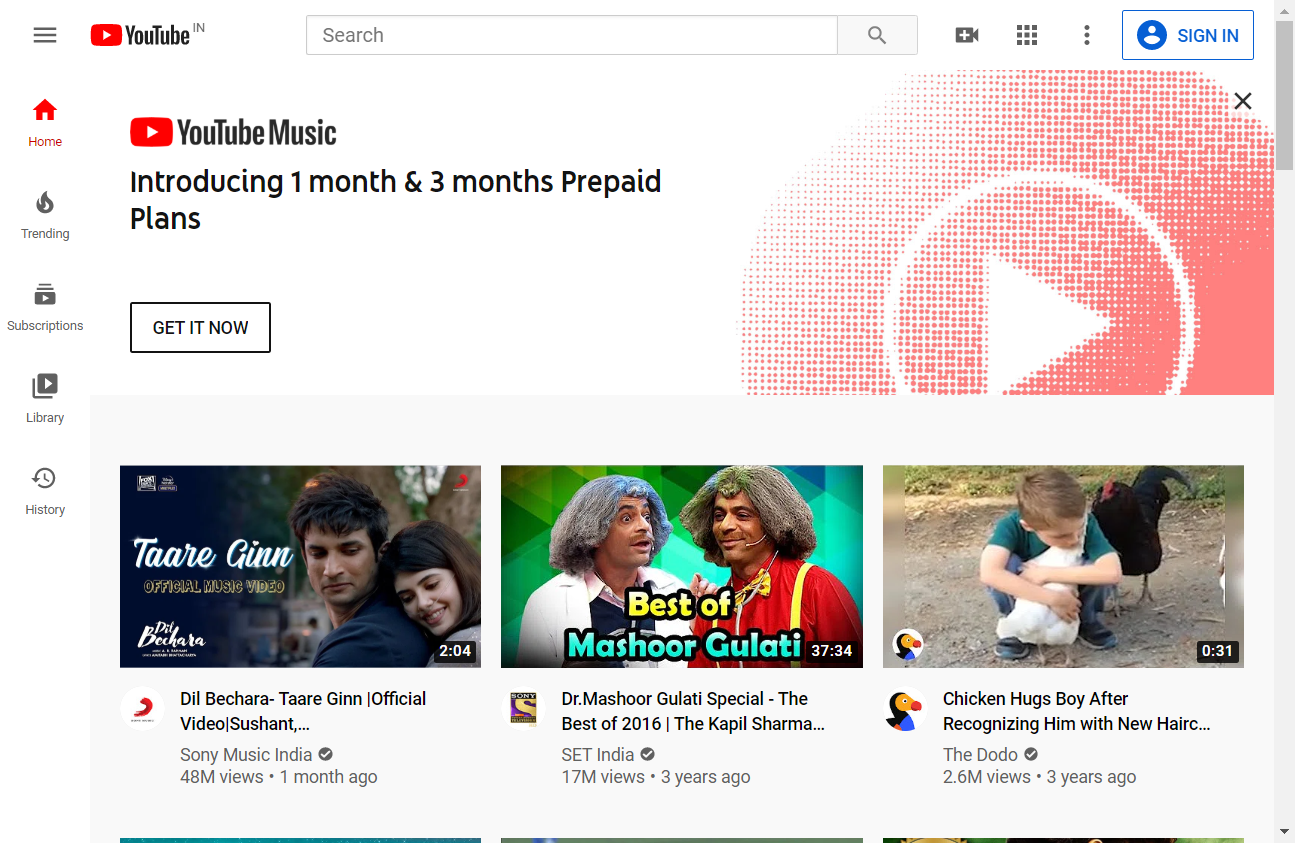 YouTube IN
Search
SIGN IN
Home
Trending
Subscriptions
Library
History
YouTube Music
Introducing 1 month & 3 months Prepaid
Plans
GET IT NOW
Taare Ginn
OFFICIAL MUSIC VIDEO
Dil
Bechara
2:04
Best of
Mashoor Gulati
37:34
0:31
Dil Bechara- Taare Ginn |Official
Video|Sushant,...
Sony Music India
48M views • 1 month ago
SONY
Dr.Mashoor Gulati Special - The
Best of 2016 | The Kapil Sharma...
SET India
17M views • 3 years ago
Chicken Hugs Boy After
Recognizing Him with New Hairc...
The Dodo
2.6M views • 3 years ago